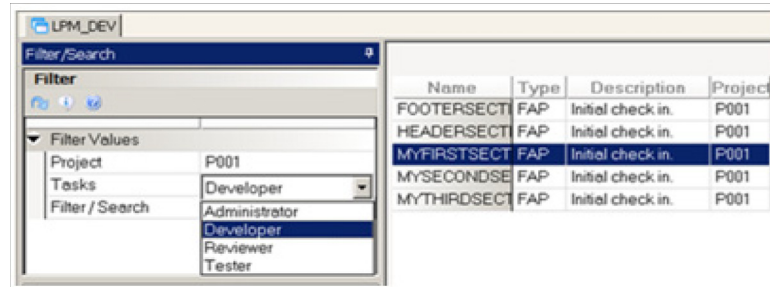 LPM_DEV
Filter/Search
Filter
Filter Values
Project P001
Tasks Developer
Filter / Search
Administrator
Developer
Reviewer
Tester
Name Type Description Project
FOOTERSECTI FAP Initial check in. P001
HEADERSECTI FAP Initial check in. P001
MYFIRSTSECT FAP Initial check in. P001
MYSECONDSE FAP Initial check in. P001
MYTHIRDSECT FAP Initial check in. P001